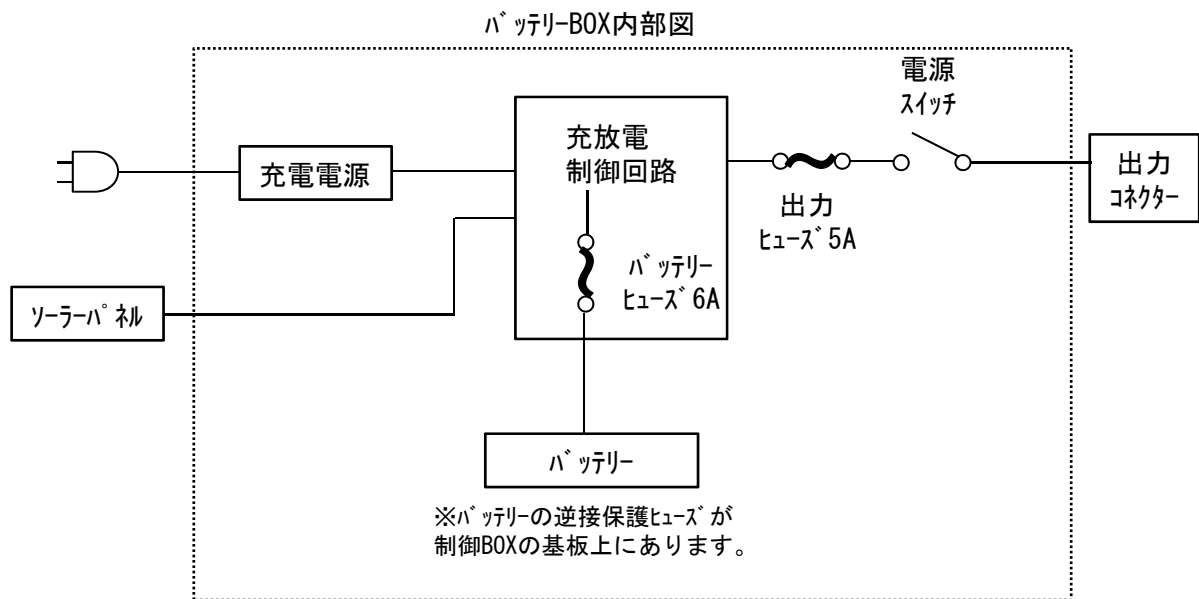 ﾊﾞｯﾃﾘｰBOX内部図
電源
ｽｲｯﾁ
充放電
制御回路
充電電源
出力
ｺﾈｸﾀｰ
出力
ﾋｭｰｽﾞ5A
ﾊﾞｯﾃﾘｰ
ﾋｭｰｽﾞ6A
ｿｰﾗｰﾊﾟﾈﾙ
ﾊﾞｯﾃﾘｰ
※ﾊﾞｯﾃﾘｰの逆接保護ﾋｭｰｽﾞが
制御BOXの基板上にあります。